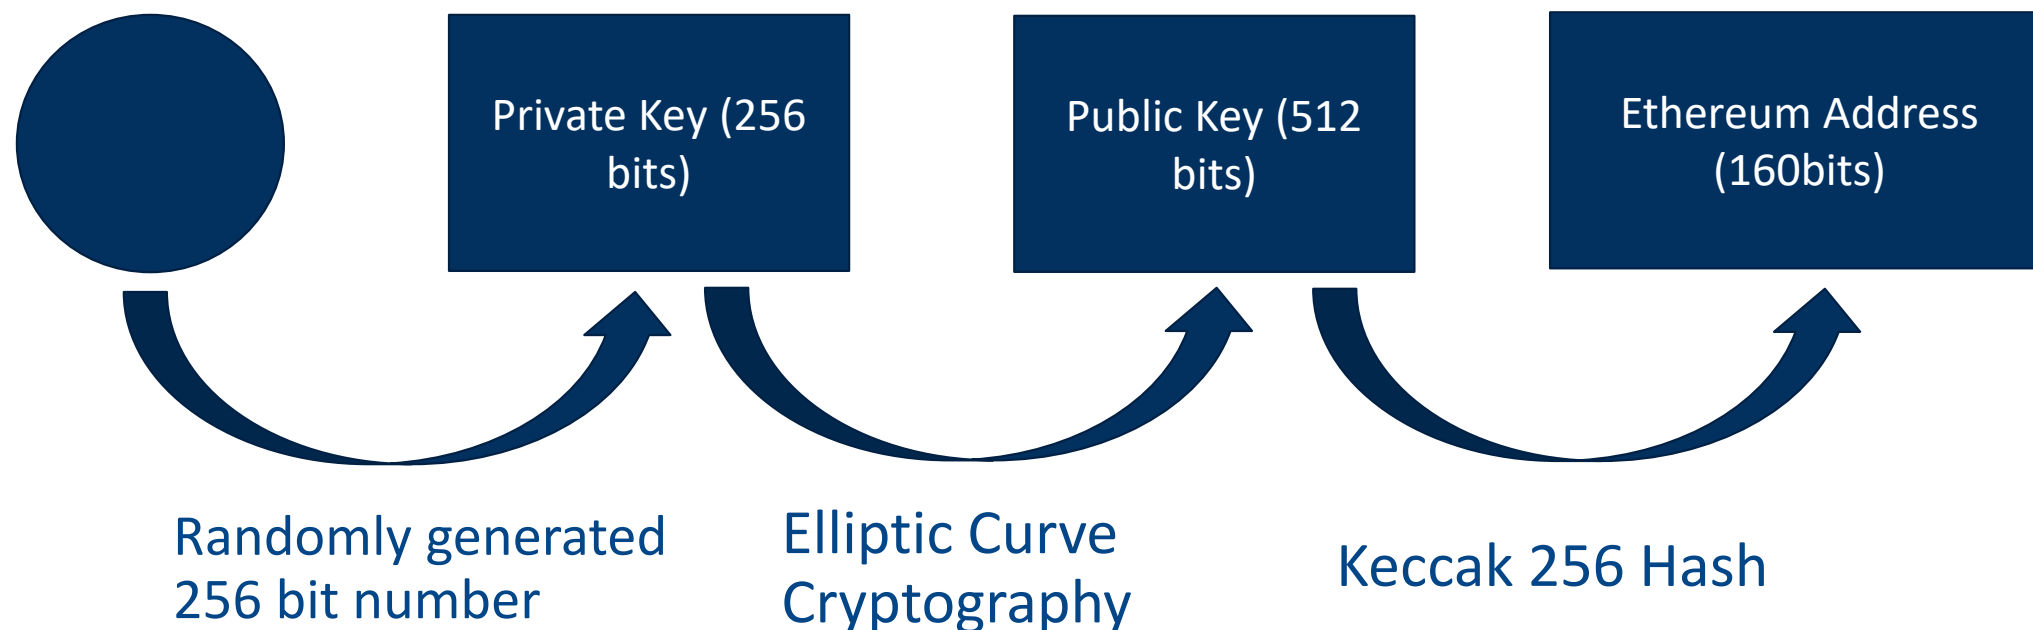 Private Key (256
bits)
Public Key (512
bits)
Ethereum Address
(160bits)
Randomly generated
256 bit number
Elliptic Curve
Cryptography
Keccak 256 Hash